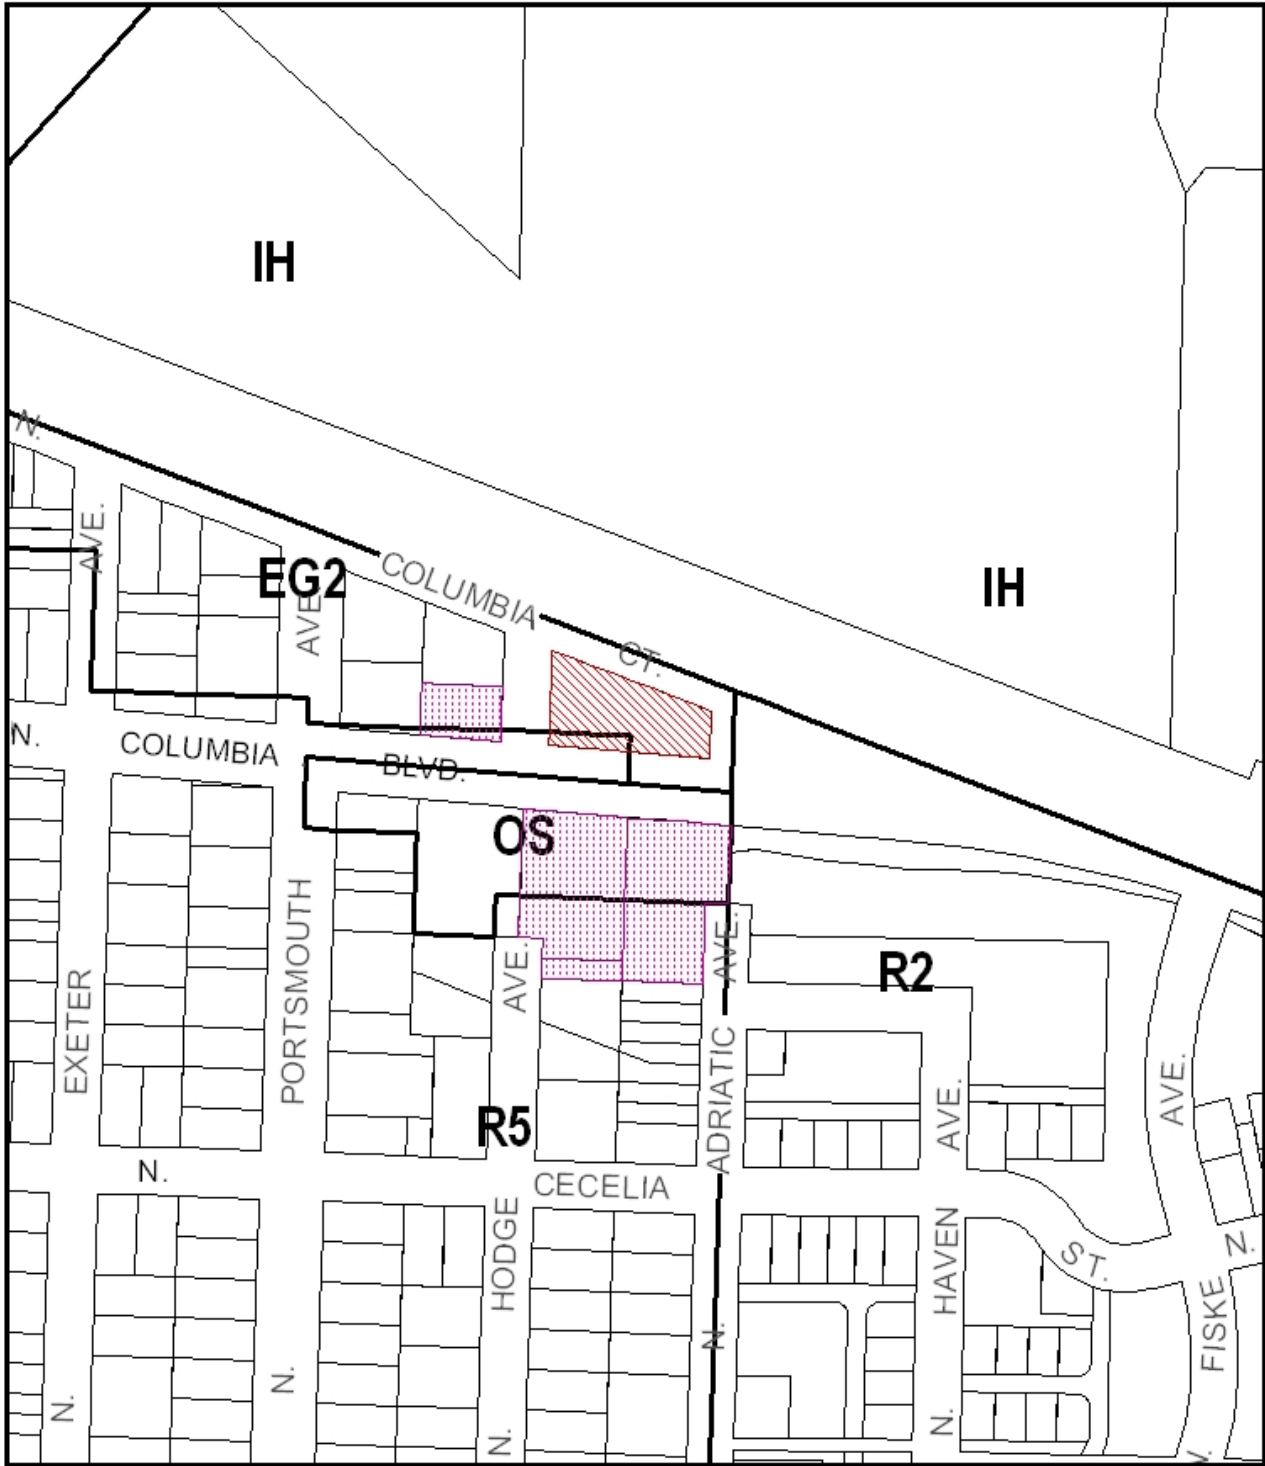 IH
N.
AVE.
EG2
AVE.
COLUMBIA
CT.
IH
N.
COLUMBIA
BLVD.
OS
EXETER
PORTSMOUTH
AVE.
AVE.
R2
ADRIATIC
AVE.
AVE.
R5
N.
CECELIA
HODGE
HAVEN
ST.
N.
FISKE
N.
N.
N.
N.
N.